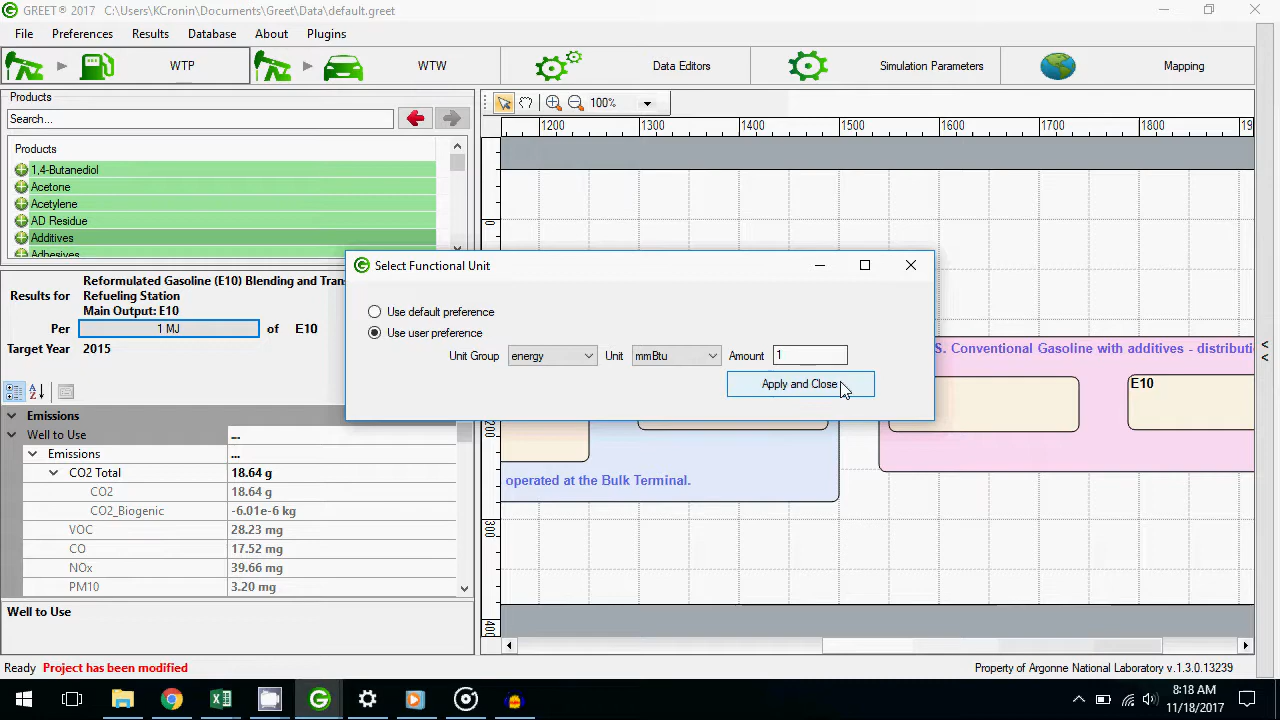 GREET® 2017 C:\Users\KCronin\Documents\Greet\Data\default.greet
File Preferences Results Database About Plugins
WTP WTW Data Editors Simulation Parameters Mapping
Products
Search...
100%
1200 1300 1400 1500 1600 1700 1800 19
Products
1,4-Butanediol
Acetone
Acetylene
AD Residue
Additives
Adhesives
0
200
300
400
Select Functional Unit
Use default preference
Use user preference
Unit Group energy Unit mmBtu Amount 1
Apply and Close
Results for
Reformulated Gasoline (E10) Blending and Tran
Refueling Station
Main Output: E10
Per 1 MJ of E10
Target Year 2015
S. Conventional Gasoline with additives - distributi
E10
operated at the Bulk Terminal.
Emissions
Well to Use ...
Emissions ...
CO2 Total 18.64 g
CO2 18.64 g
CO2_Biogenic -6.01e-6 kg
VOC 28.23 mg
CO 17.52 mg
NOx 39.66 mg
PM10 3.20 mg
Well to Use
Ready Project has been modified
Property of Argonne National Laboratory v.1.3.0.13239
8:18 AM
11/18/2017